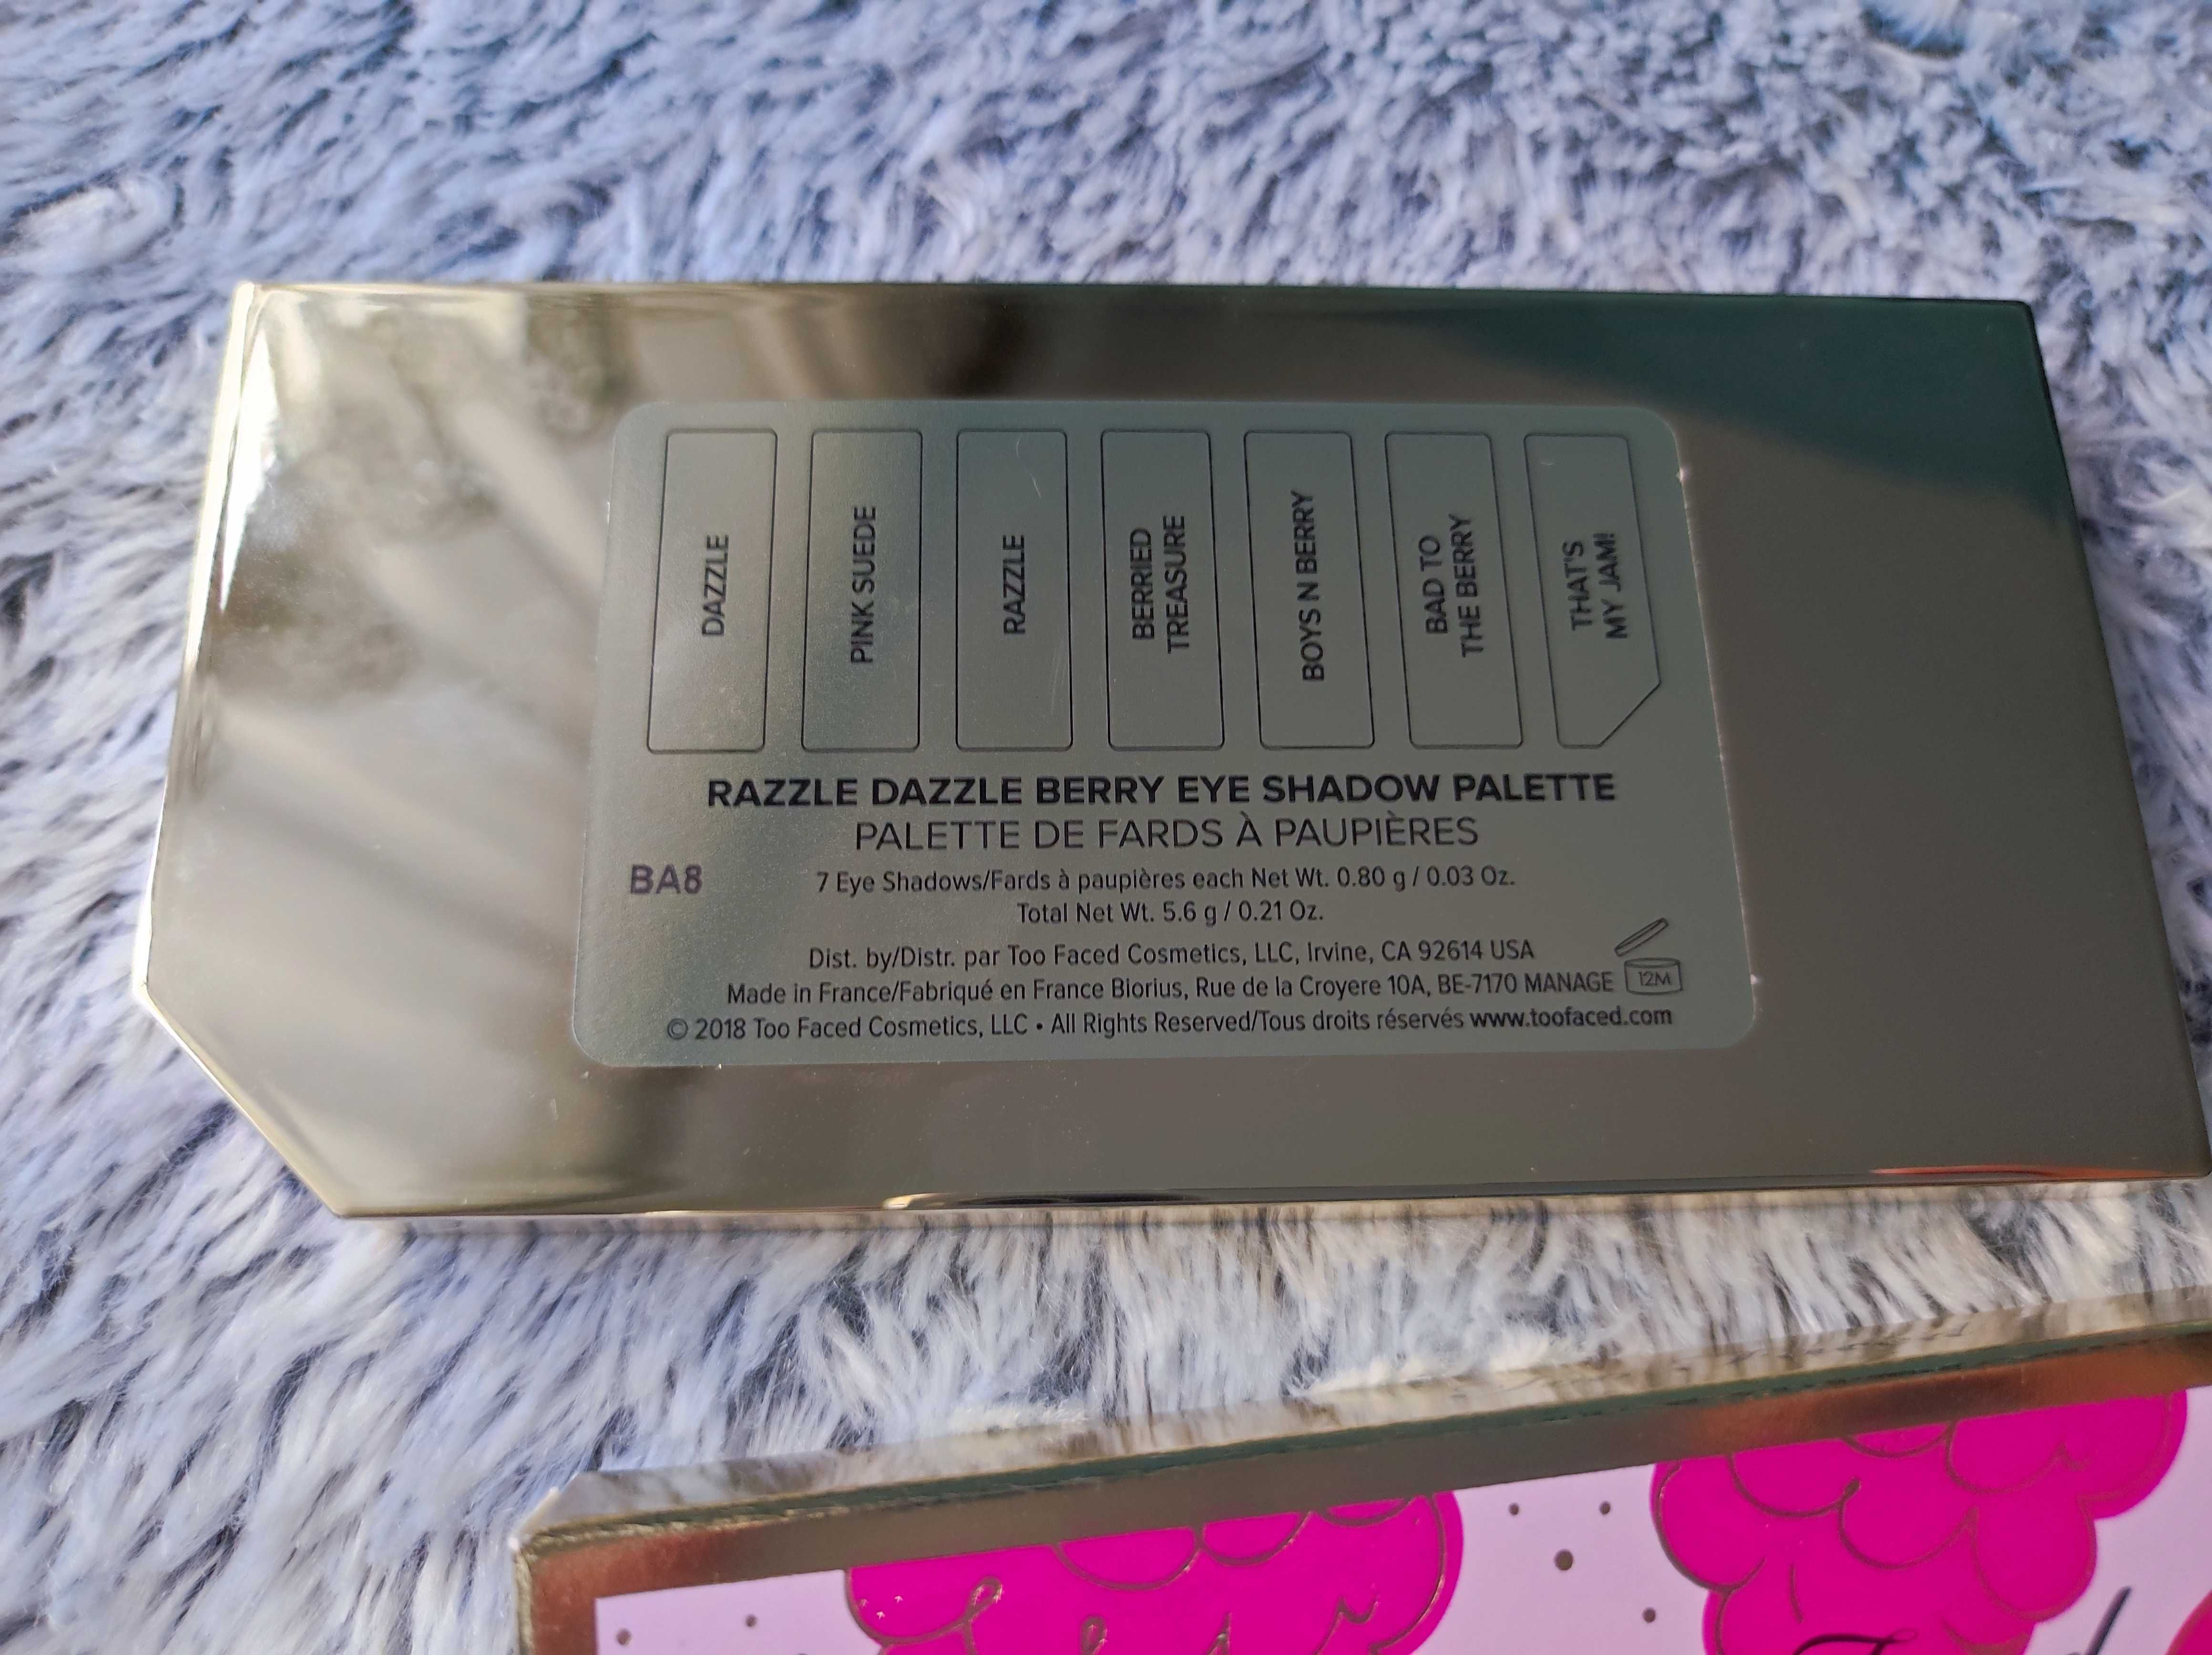 DAZZLE
PINK SUEDE
RAZZLE
BERRIED
TREASURE
BOYS N BERRY
BAD TO
THE BERRY
THAT'S
MY JAM!
RAZZLE DAZZLE BERRY EYE SHADOW PALETTE
PALETTE DE FARDS À PAUPIÈRES
BA8
7 Eye Shadows/Fards à paupières each Net Wt. 0.80 g / 0.03 Oz.
Total Net Wt. 5.6 g / 0.21 Oz.
Dist. by/Distr. par Too Faced Cosmetics, LLC, Irvine, CA 92614 USA
Made in France/Fabriqué en France Biorius, Rue de la Croyere 10A, BE-7170 MANAGE
12M
© 2018 Too Faced Cosmetics, LLC • All Rights Reserved/Tous droits réservés www.toofaced.com